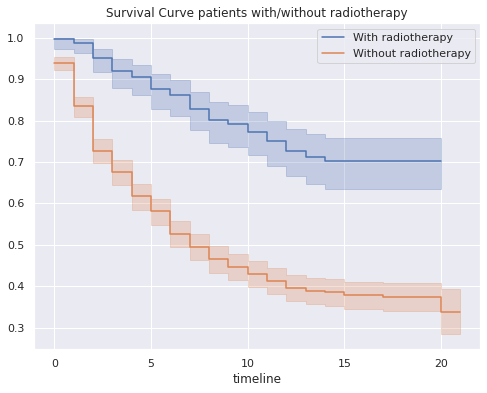 Survival Curve patients with/without radiotherapy
1.0
0.9
0.8
0.7
0.6
0.5
0.4
0.3
With radiotherapy
Without radiotherapy
0 5 10 15 20
timeline